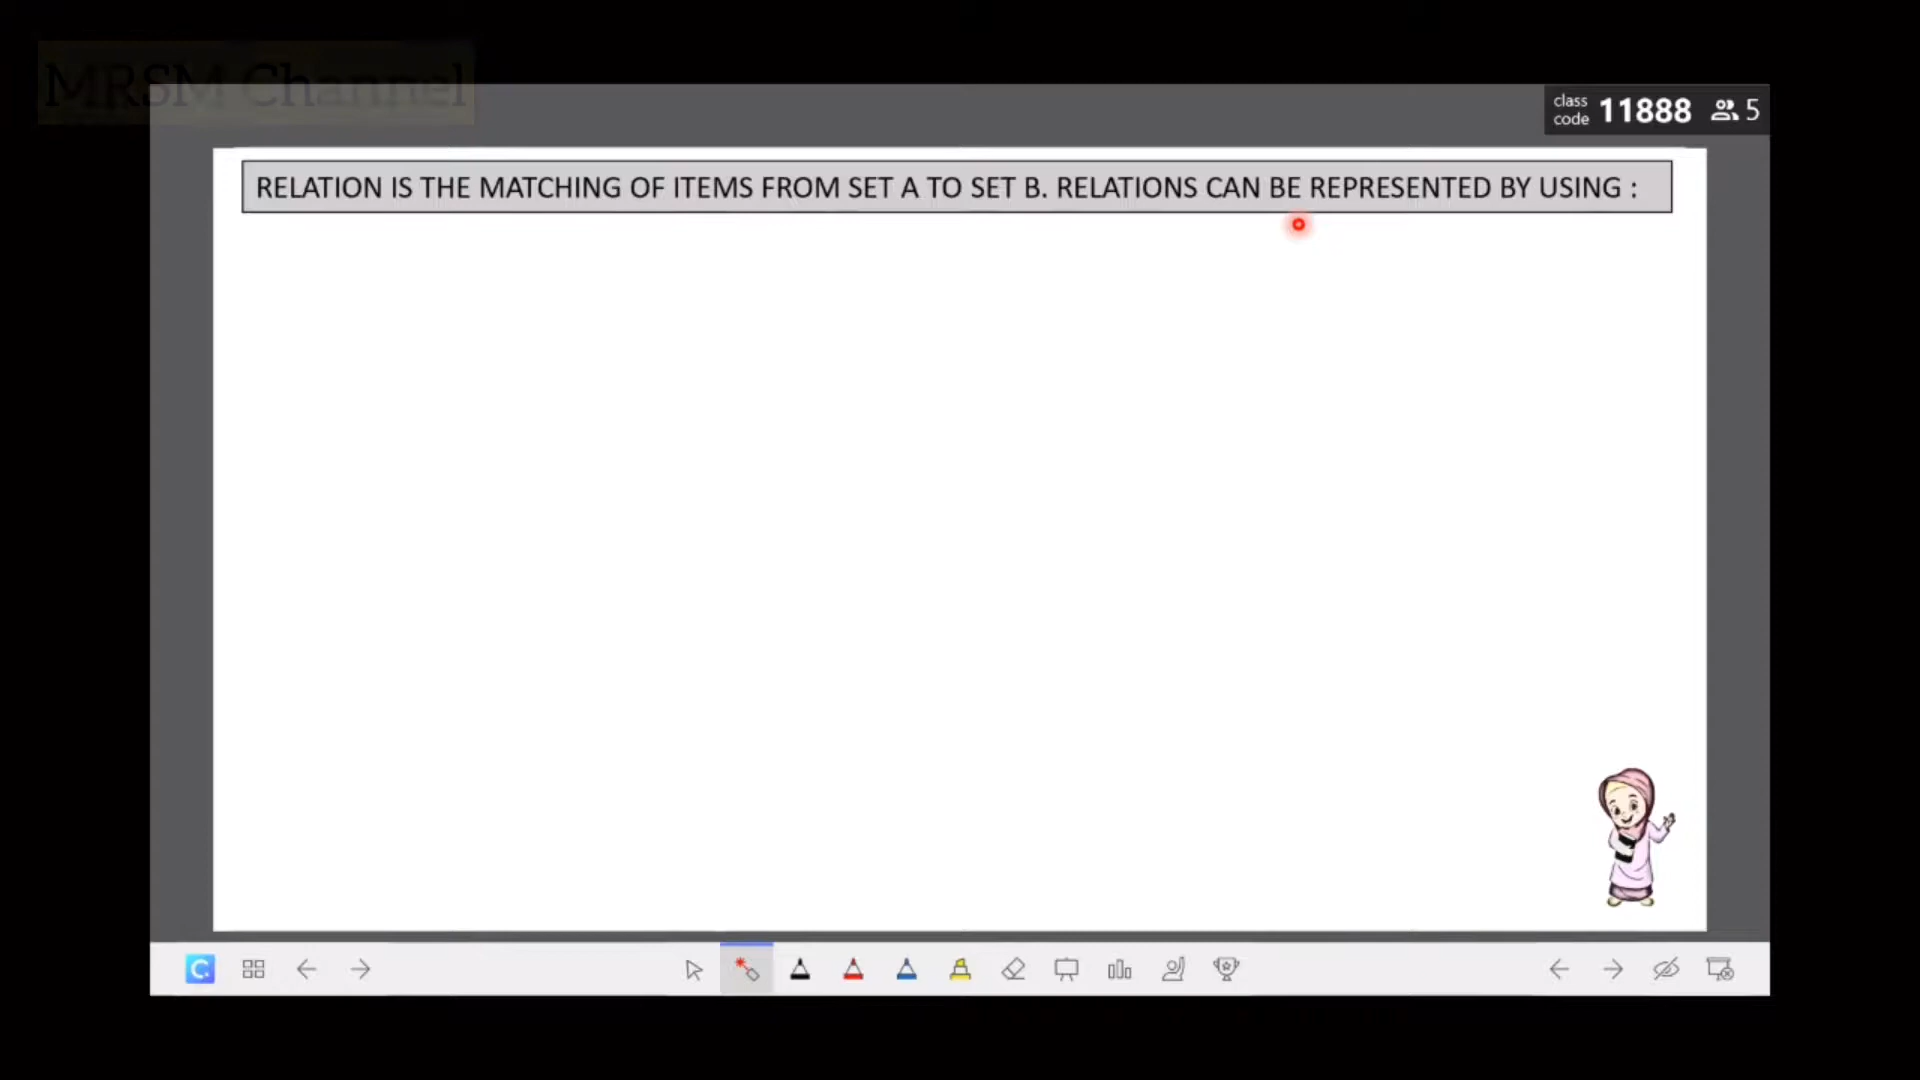 MRSM Channel
class
code 11888 5
RELATION IS THE MATCHING OF ITEMS FROM SET A TO SET B. RELATIONS CAN BE REPRESENTED BY USING :
C